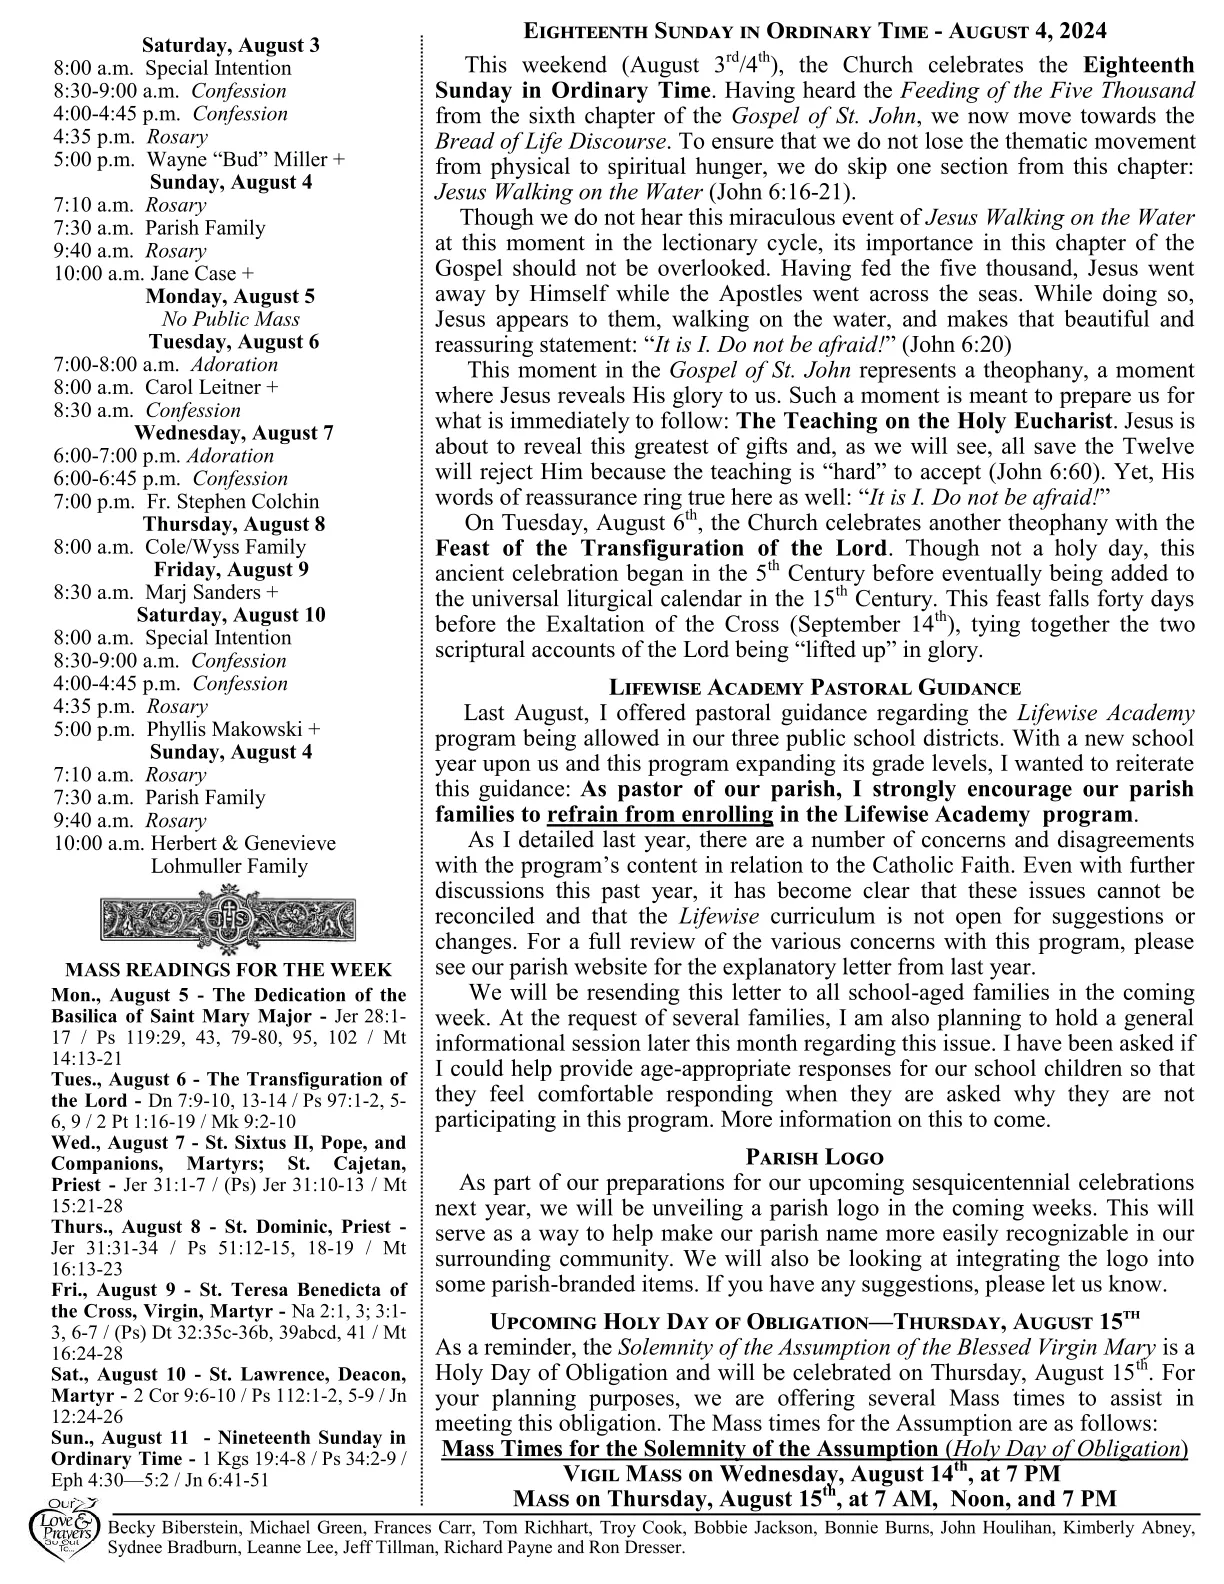 Saturday, August 3
8:00 a.m. Special Intention
8:30-9:00 a.m. Confession
4:00-4:45 p.m. Confession
4:35 p.m. Rosary
5:00 p.m. Wayne “Bud” Miller +
Sunday, August 4
7:10 a.m. Rosary
7:30 a.m. Parish Family
9:40 a.m. Rosary
10:00 a.m. Jane Case +
Monday, August 5
No Public Mass
Tuesday, August 6
7:00-8:00 a.m. Adoration
8:00 a.m. Carol Leitner +
8:30 a.m. Confession
Wednesday, August 7
6:00-7:00 p.m. Adoration
6:00-6:45 p.m. Confession
7:00 p.m. Fr. Stephen Colchin
Thursday, August 8
8:00 a.m. Cole/Wyss Family
Friday, August 9
8:30 a.m. Marj Sanders +
Saturday, August 10
8:00 a.m. Special Intention
8:30-9:00 a.m. Confession
4:00-4:45 p.m. Confession
4:35 p.m. Rosary
5:00 p.m. Phyllis Makowski +
Sunday, August 4
7:10 a.m. Rosary
7:30 a.m. Parish Family
9:40 a.m. Rosary
10:00 a.m. Herbert & Genevieve
Lohmuller Family
IHS
MASS READINGS FOR THE WEEK
Mon., August 5 - The Dedication of the
Basilica of Saint Mary Major - Jer 28:1-
17 / Ps 119:29, 43, 79-80, 95, 102 / Mt
14:13-21
Tues., August 6 - The Transfiguration of
the Lord - Dn 7:9-10, 13-14 / Ps 97:1-2, 5-
6, 9 / 2 Pt 1:16-19 / Mk 9:2-10
Wed., August 7 - St. Sixtus II, Pope, and
Companions, Martyrs; St. Cajetan,
Priest - Jer 31:1-7 / (Ps) Jer 31:10-13 / Mt
15:21-28
Thurs., August 8 - St. Dominic, Priest -
Jer 31:31-34 / Ps 51:12-15, 18-19 / Mt
16:13-23
Fri., August 9 - St. Teresa Benedicta of
the Cross, Virgin, Martyr - Na 2:1, 3; 3:1-
3, 6-7 / (Ps) Dt 32:35c-36b, 39abcd, 41 / Mt
16:24-28
Sat., August 10 - St. Lawrence, Deacon,
Martyr - 2 Cor 9:6-10 / Ps 112:1-2, 5-9 / Jn
12:24-26
Sun., August 11 - Nineteenth Sunday in
Ordinary Time - 1 Kgs 19:4-8 / Ps 34:2-9 /
Eph 4:30—5:2 / Jn 6:41-51
Eighteenth Sunday in Ordinary Time - August 4, 2024
This weekend (August 3rd/4th), the Church celebrates the Eighteenth
Sunday in Ordinary Time. Having heard the Feeding of the Five Thousand
from the sixth chapter of the Gospel of St. John, we now move towards the
Bread of Life Discourse. To ensure that we do not lose the thematic movement
from physical to spiritual hunger, we do skip one section from this chapter:
Jesus Walking on the Water (John 6:16-21).
Though we do not hear this miraculous event of Jesus Walking on the Water
at this moment in the lectionary cycle, its importance in this chapter of the
Gospel should not be overlooked. Having fed the five thousand, Jesus went
away by Himself while the Apostles went across the seas. While doing so,
Jesus appears to them, walking on the water, and makes that beautiful and
reassuring statement: “It is I. Do not be afraid!” (John 6:20)
This moment in the Gospel of St. John represents a theophany, a moment
where Jesus reveals His glory to us. Such a moment is meant to prepare us for
what is immediately to follow: The Teaching on the Holy Eucharist. Jesus is
about to reveal this greatest of gifts and, as we will see, all save the Twelve
will reject Him because the teaching is “hard” to accept (John 6:60). Yet, His
words of reassurance ring true here as well: “It is I. Do not be afraid!”
On Tuesday, August 6th, the Church celebrates another theophany with the
Feast of the Transfiguration of the Lord. Though not a holy day, this
ancient celebration began in the 5th Century before eventually being added to
the universal liturgical calendar in the 15th Century. This feast falls forty days
before the Exaltation of the Cross (September 14th), tying together the two
scriptural accounts of the Lord being “lifted up” in glory.
Lifewise Academy Pastoral Guidance
Last August, I offered pastoral guidance regarding the Lifewise Academy
program being allowed in our three public school districts. With a new school
year upon us and this program expanding its grade levels, I wanted to reiterate
this guidance: As pastor of our parish, I strongly encourage our parish
families to refrain from enrolling in the Lifewise Academy program.
As I detailed last year, there are a number of concerns and disagreements
with the program’s content in relation to the Catholic Faith. Even with further
discussions this past year, it has become clear that these issues cannot be
reconciled and that the Lifewise curriculum is not open for suggestions or
changes. For a full review of the various concerns with this program, please
see our parish website for the explanatory letter from last year.
We will be resending this letter to all school-aged families in the coming
week. At the request of several families, I am also planning to hold a general
informational session later this month regarding this issue. I have been asked if
I could help provide age-appropriate responses for our school children so that
they feel comfortable responding when they are asked why they are not
participating in this program. More information on this to come.
Parish Logo
As part of our preparations for our upcoming sesquicentennial celebrations
next year, we will be unveiling a parish logo in the coming weeks. This will
serve as a way to help make our parish name more easily recognizable in our
surrounding community. We will also be looking at integrating the logo into
some parish-branded items. If you have any suggestions, please let us know.
Upcoming Holy Day of Obligation—Thursday, August 15th
As a reminder, the Solemnity of the Assumption of the Blessed Virgin Mary is a
Holy Day of Obligation and will be celebrated on Thursday, August 15th. For
your planning purposes, we are offering several Mass times to assist in
meeting this obligation. The Mass times for the Assumption are as follows:
Mass Times for the Solemnity of the Assumption (Holy Day of Obligation)
Vigil Mass on Wednesday, August 14th, at 7 PM
Mass on Thursday, August 15th, at 7 AM, Noon, and 7 PM
Our
Love &
Prayers
Go Out
To...
Becky Biberstein, Michael Green, Frances Carr, Tom Richhart, Troy Cook, Bobbie Jackson, Bonnie Burns, John Houlihan, Kimberly Abney,
Sydnee Bradburn, Leanne Lee, Jeff Tillman, Richard Payne and Ron Dresser.